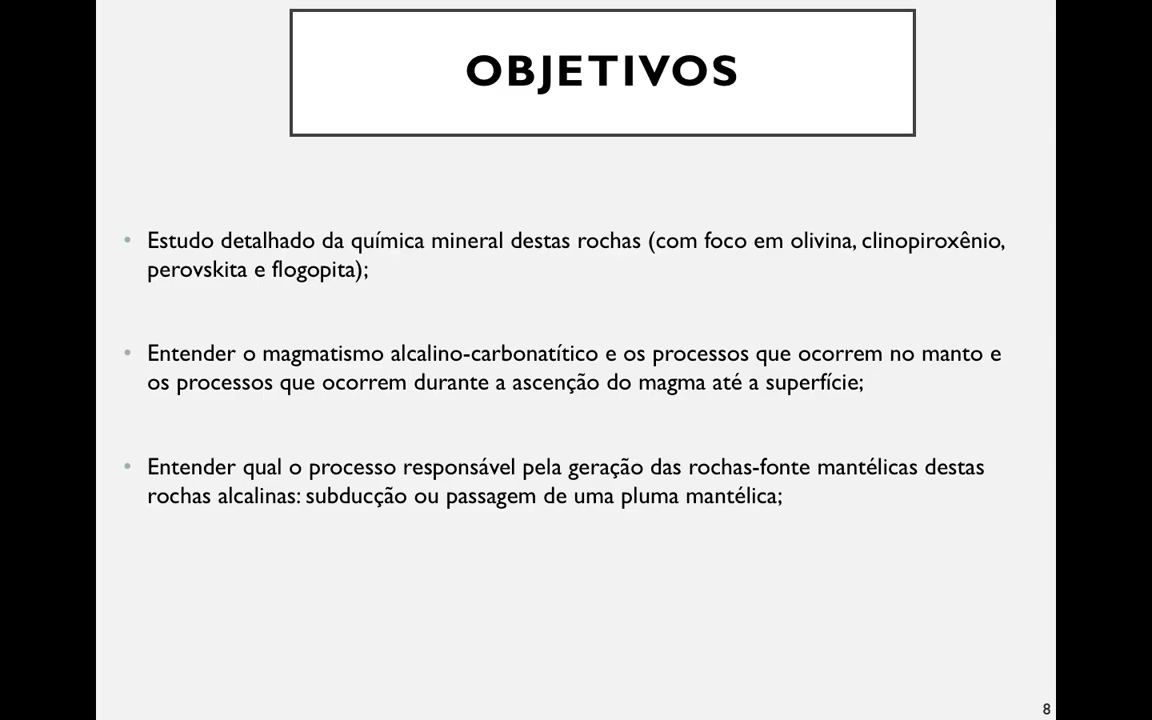 OBJETIVOS
• Estudo detalhado da química mineral destas rochas (com foco em olivina, clinopiroxênio,
perovskita e flogopita);
• Entender o magmatismo alcalino-carbonatítico e os processos que ocorrem no manto e
os processos que ocorrem durante a ascenção do magma até a superfície;
• Entender qual o processo responsável pela geração das rochas-fonte mantélicas destas
rochas alcalinas: subducção ou passagem de uma pluma mantélica;
8